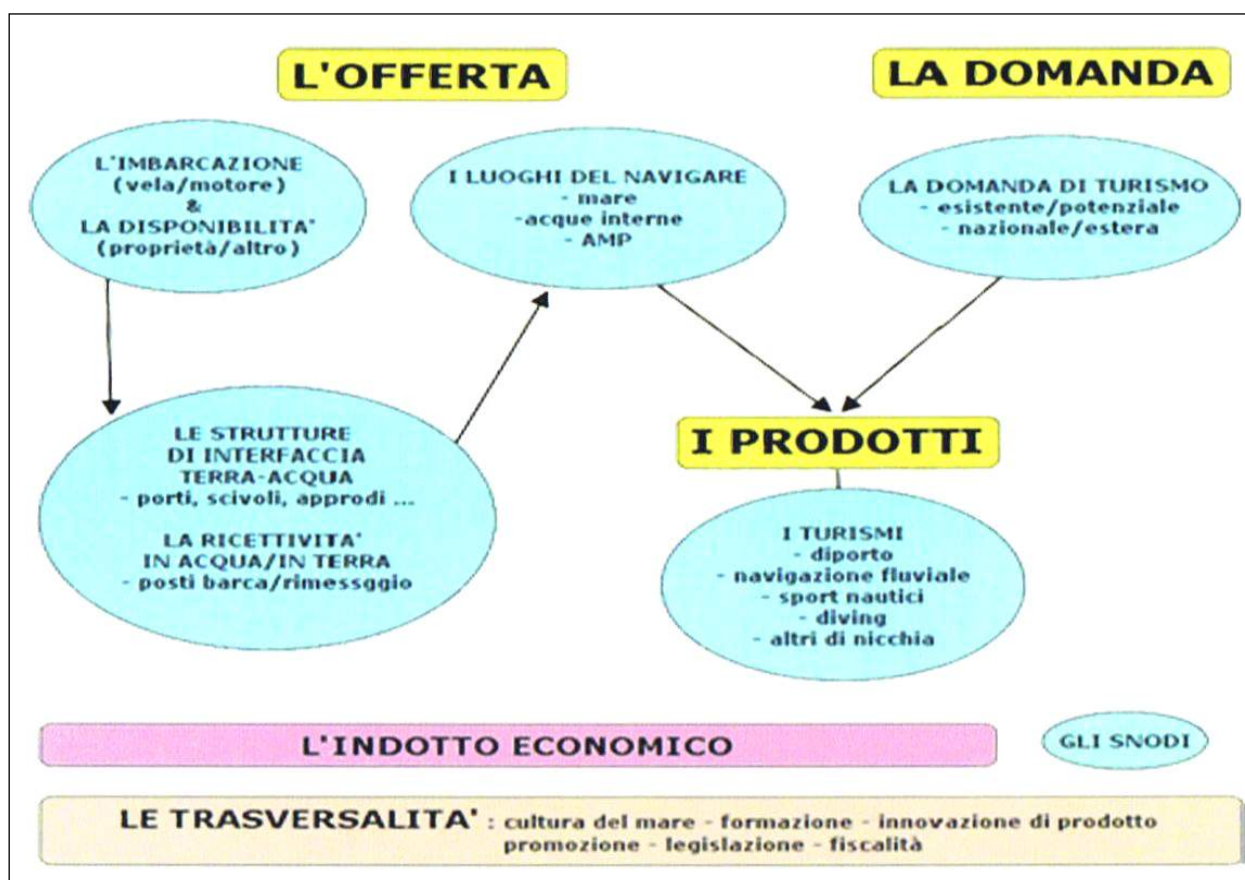 L'OFFERTA
LA DOMANDA
L'IMBARCAZIONE
(vela/motore)
&
LA DISPONIBILITA'
(proprietà/altro)
I LUOGHI DEL NAVIGARE
- mare
-acque interne
- AMP
LA DOMANDA DI TURISMO
- esistente/potenziale
- nazionale/estera
LE STRUTTURE
DI INTERFACCIA
TERRA-ACQUA
- porti, scivoli, approdi ...
LA RICETTIVITA'
IN ACQUA/IN TERRA
- posti barca/rimessggio
I PRODOTTI
I TURISMI
- diporto
- navigazione fluviale
- sport nautici
- diving
- altri di nicchia
L'INDOTTO ECONOMICO
GLI SNODI
LE TRASVERSALITA' : cultura del mare - formazione - innovazione di prodotto
promozione - legislazione - fiscalità